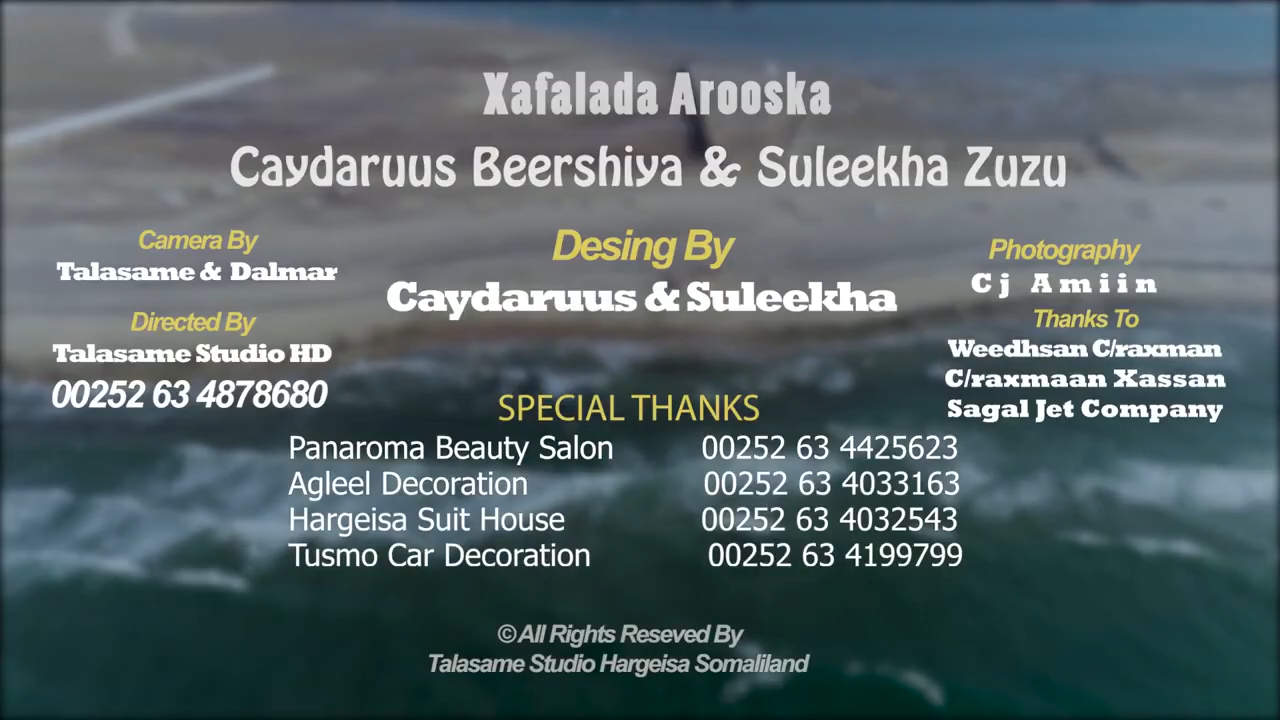 Xafalada Arooska
Caydaruus Beershiya & Suleekha Zuzu
Camera By
Talasame & Dalmar
Directed By
Talasame Studio HD
00252 63 4878680
Desing By
Caydaruus & Suleekha
Photography
Cj Amiin
Thanks To
Weedhsan C/raxman
C/raxmaan Xassan
Sagal Jet Company
SPECIAL THANKS
Panaroma Beauty Salon 00252 63 4425623
Agleel Decoration 00252 63 4033163
Hargeisa Suit House 00252 63 4032543
Tusmo Car Decoration 00252 63 4199799
©All Rights Reseved By
Talasame Studio Hargeisa Somaliland